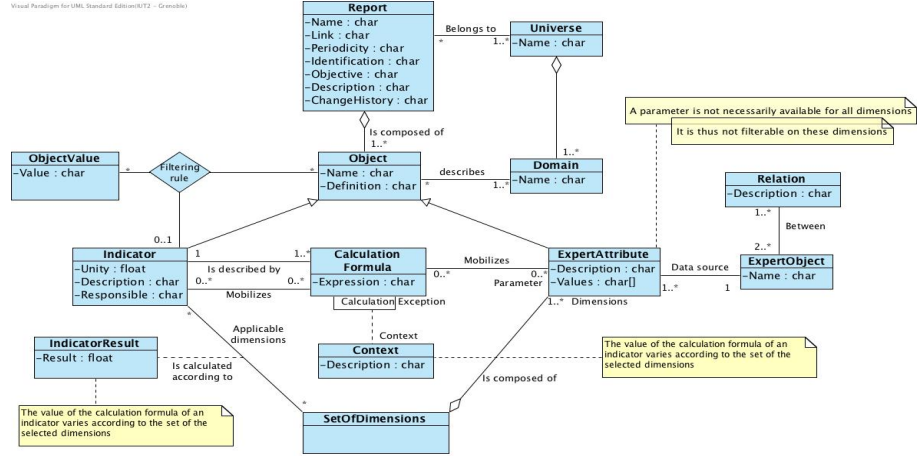 Visual Paradigm for UML Standard Edition(KIT2 - Grenoble)
Report
-Name : char
-Link : char
-Periodicity : char
-Identification : char
-Objective : char
-Description : char
-ChangeHistory : char
Belongs to
*
1..*
Universe
-Name : char
A parameter is not necessarily available for all dimensions
It is thus not filterable on these dimensions
Is composed of
1..*
1..*
ObjectValue
-Value : char
*
Filtering
rule
*
Object
-Name : char
-Definition : char
describes
*
1..*
Domain
-Name : char
Relation
-Description : char
1..*
Between
2..*
0..1
Indicator
-Unity : float
-Description : char
-Responsible : char
1
1..*
Is described by
0..*
0..*
Mobilizes
Calculation
Formula
-Expression : char
Mobilizes
0..*
0..*
Parameter
ExpertAttribute
-Description : char
-Values : char[]
Data source
1..*
1
ExpertObject
-Name : char
Calculation Exception
1..*
Dimensions
*
Applicable
dimensions
Context
IndicatorResult
-Result : float
Is calculated
according to
Context
-Description : char
The value of the calculation formula of an
indicator varies according to the set of the
selected dimensions
Is composed of
*
The value of the calculation formula of an
indicator varies according to the set of the
selected dimensions
SetOfDimensions